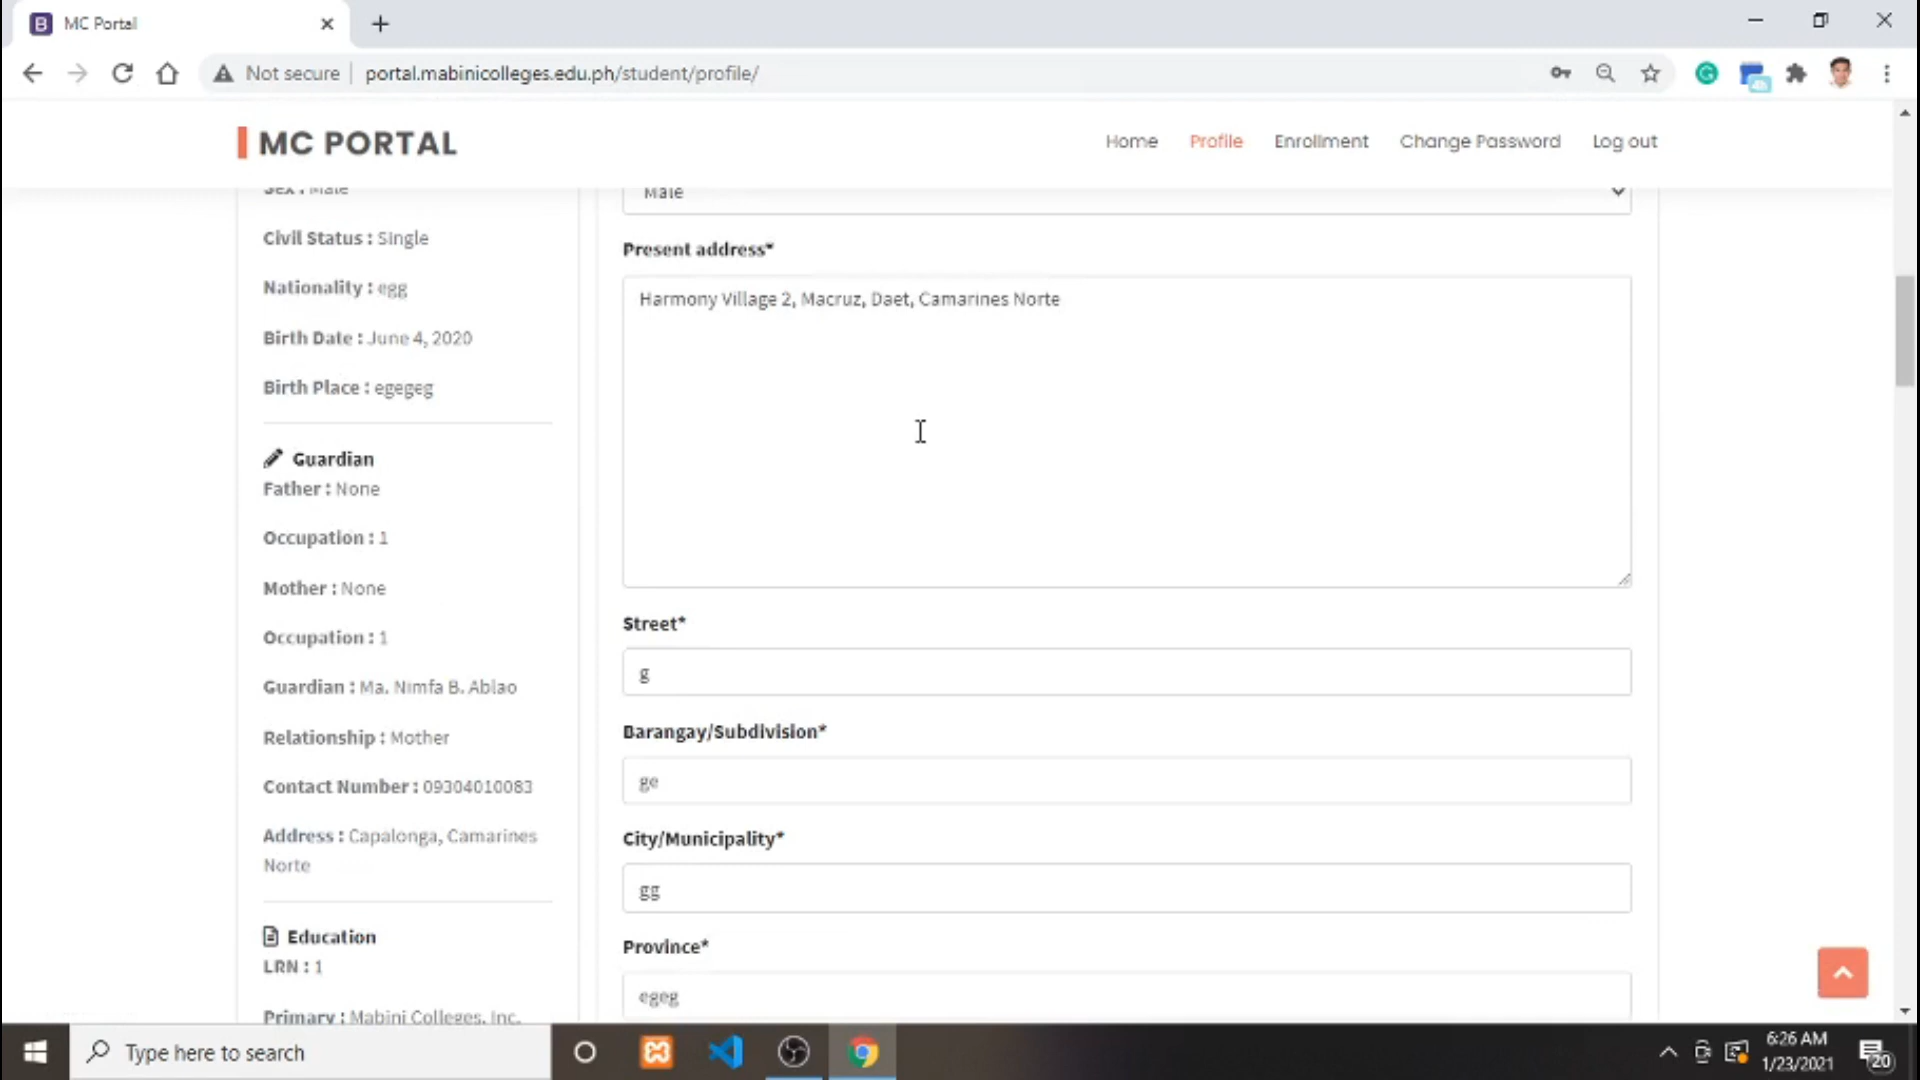 MC Portal
Not secure
portal.mabinicolleges.edu.ph/student/profile/
MC PORTAL
Home
Profile
Enrollment
Change Password
Log out
Sex : Male
Civil Status : Single
Nationality : egg
Birth Date : June 4, 2020
Birth Place : egegeg
Guardian
Father : None
Occupation : 1
Mother : None
Occupation : 1
Guardian : Ma. Nimfa B. Ablao
Relationship : Mother
Contact Number : 09304010083
Address : Capalonga, Camarines
Norte
Education
LRN : 1
Primary : Mabini Colleges, Inc.
Male
Present address*
Harmony Village 2, Macruz, Daet, Camarines Norte
Street*
g
Barangay/Subdivision*
ge
City/Municipality*
gg
Province*
egeg
Type here to search
6:26 AM
1/23/2021
20